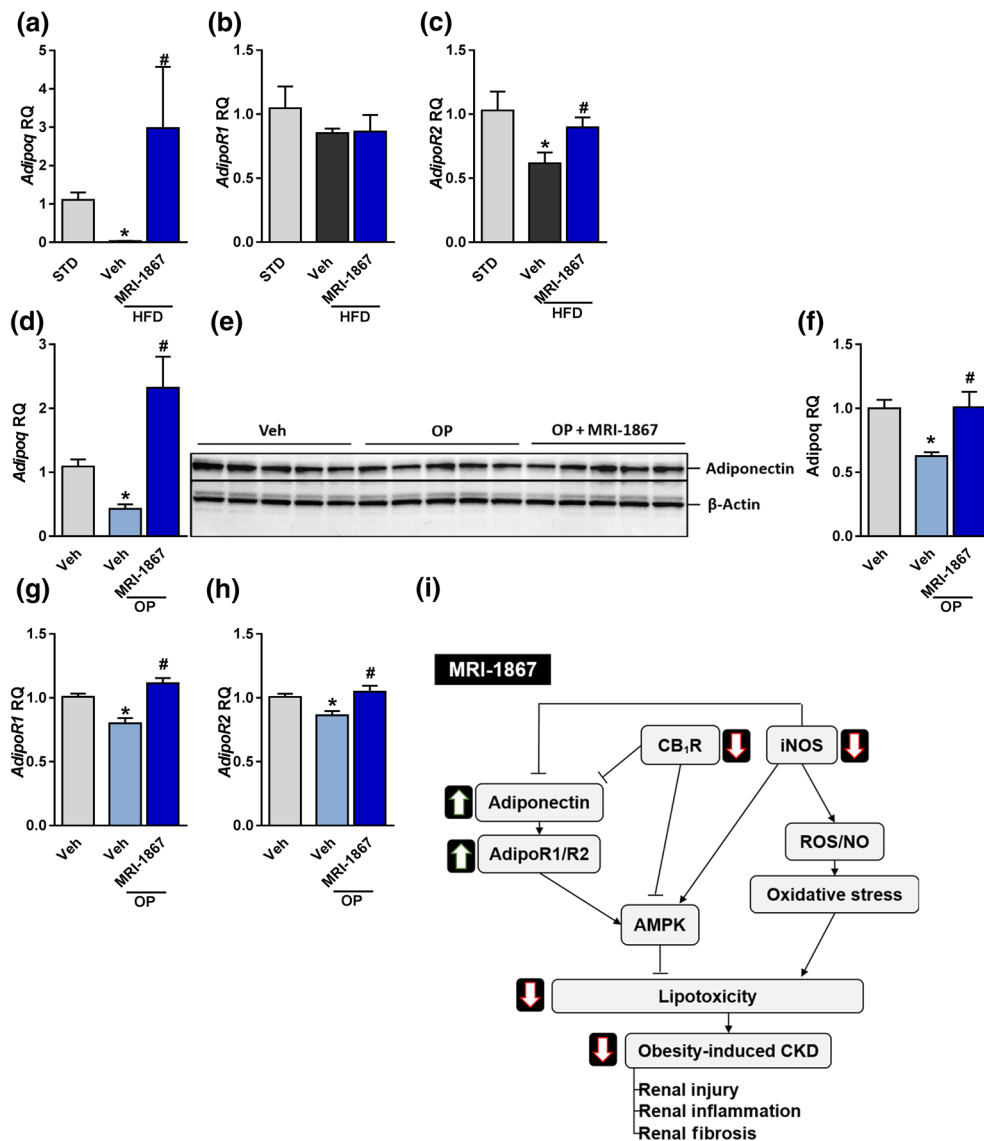 (a)
Adipoq RQ
5
4
3
2
1
0
*
#
STD
Veh
MRI-1867
HFD
(b)
AdipoR1 RQ
1.5
1.0
0.5
0.0
STD
Veh
MRI-1867
HFD
(c)
AdipoR2 RQ
1.5
1.0
0.5
0.0
*
#
STD
Veh
MRI-1867
HFD
(d)
Adipoq RQ
3
2
1
0
*
#
Veh
Veh
MRI-1867
OP
(e)
Veh OP OP + MRI-1867
Adiponectin
β-Actin
(f)
Adipoq RQ
1.5
1.0
0.5
0.0
*
#
Veh
Veh
MRI-1867
OP
(g)
AdipoR1 RQ
1.5
1.0
0.5
0.0
*
#
Veh
Veh
MRI-1867
OP
(h)
AdipoR2 RQ
1.5
1.0
0.5
0.0
*
#
Veh
Veh
MRI-1867
OP
(i)
MRI-1867
CB₁R iNOS
Adiponectin
AdipoR1/R2
ROS/NO
Oxidative stress
AMPK
Lipotoxicity
Obesity-induced CKD
Renal injury
Renal inflammation
Renal fibrosis